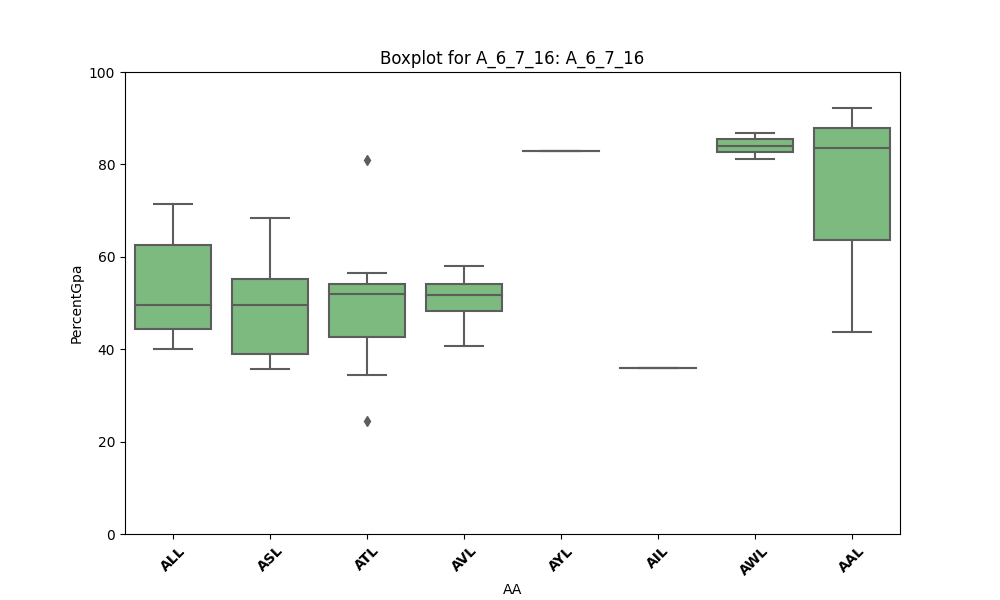 Boxplot for A_6_7_16: A_6_7_16
100
80
60
40
20
0
PercentGpa
ALL
ASL
ATL
AVL
AYL
AIL
AWL
AAL
AA